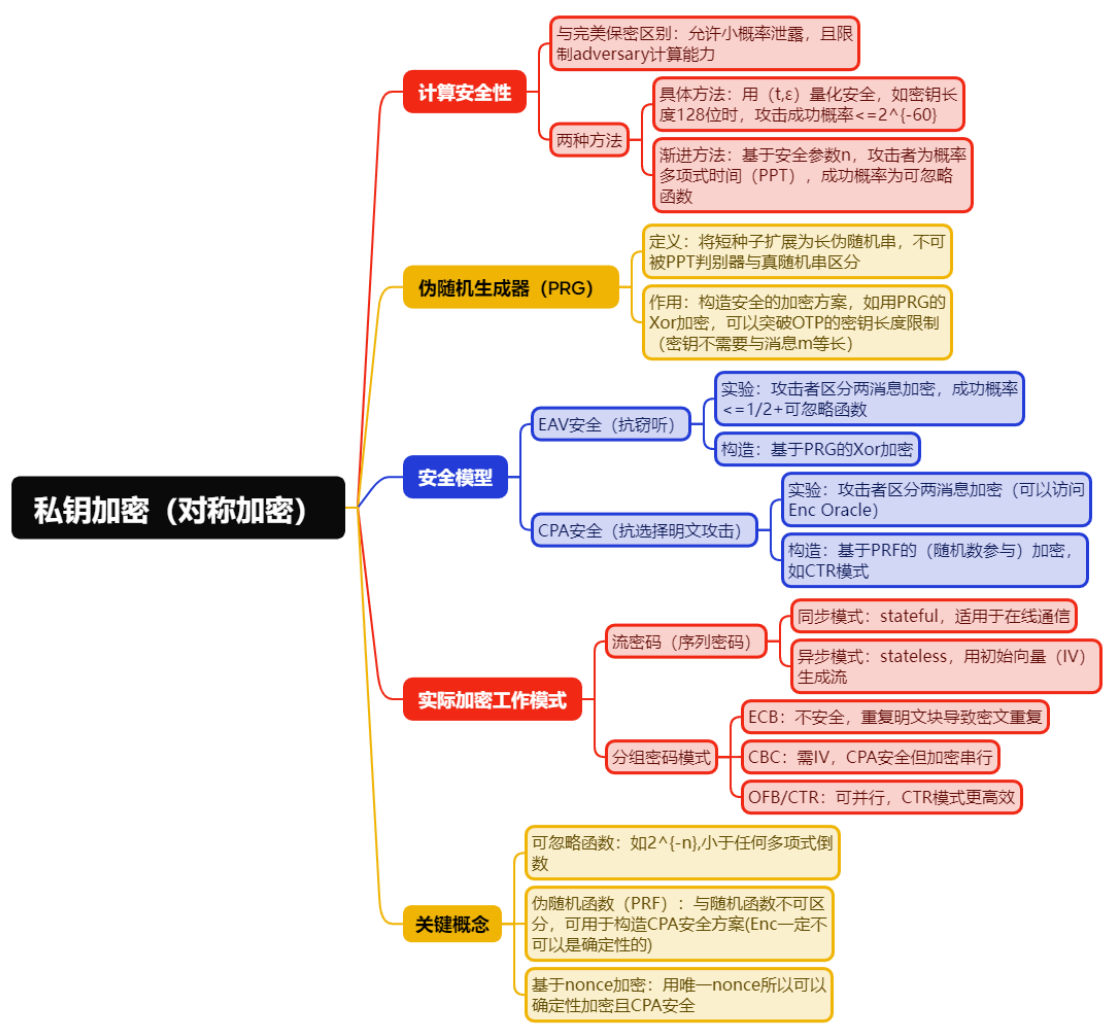 私钥加密（对称加密）
计算安全性
与完美保密区别：允许小概率泄露，且限
制adversary计算能力
两种方法
具体方法：用（t,ε）量化安全，如密钥长
度128位时，攻击成功概率<=2^{-60}
渐进方法：基于安全参数n，攻击者为概率
多项式时间（PPT），成功概率为可忽略
函数
伪随机生成器（PRG）
定义：将短种子扩展为长伪随机串，不可
被PPT判别器与真随机串区分
作用：构造安全的加密方案，如用PRG的
Xor加密，可以突破OTP的密钥长度限制
（密钥不需要与消息m等长）
安全模型
EAV安全（抗窃听）
实验：攻击者区分两消息加密，成功概率
<=1/2+可忽略函数
构造：基于PRG的Xor加密
CPA安全（抗选择明文攻击）
实验：攻击者区分两消息加密（可以访问
Enc Oracle）
构造：基于PRF的（随机数参与）加密，
如CTR模式
实际加密工作模式
流密码（序列密码）
同步模式：stateful，适用于在线通信
异步模式：stateless，用初始向量（IV）
生成流
分组密码模式
ECB：不安全，重复明文块导致密文重复
CBC：需IV，CPA安全但加密串行
OFB/CTR：可并行，CTR模式更高效
关键概念
可忽略函数：如2^{-n},小于任何多项式倒
数
伪随机函数（PRF）：与随机函数不可区
分，可用于构造CPA安全方案(Enc一定不
可以是确定性的)
基于nonce加密：用唯一nonce所以可以
确定性加密且CPA安全